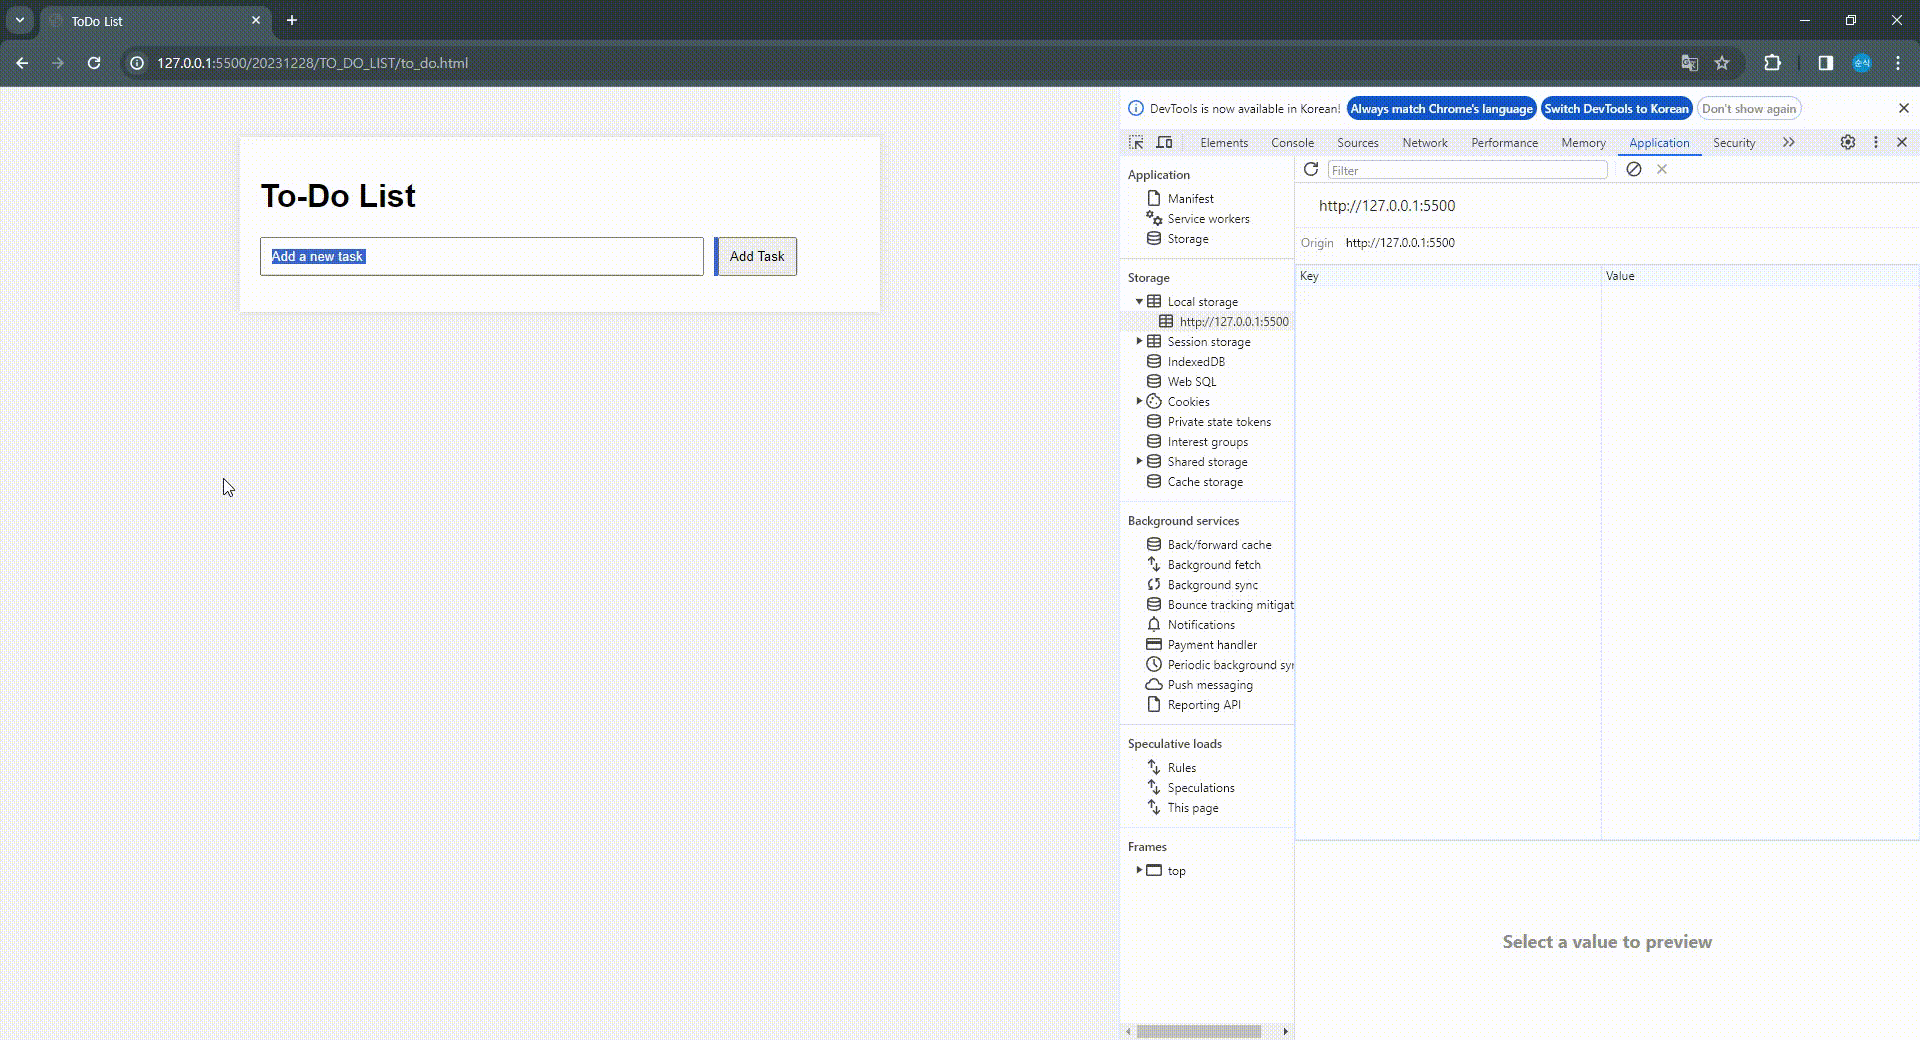 ToDo List
127.0.0.1:5500/20231228/TO_DO_LIST/to_do.html
순식
To-Do List
Add a new task
Add Task
DevTools is now available in Korean!
Always match Chrome's language
Switch DevTools to Korean
Don't show again
Elements
Console
Sources
Network
Performance
Memory
Application
Security
Application
Manifest
Service workers
Storage
Storage
Local storage
http://127.0.0.1:5500
Session storage
IndexedDB
Web SQL
Cookies
Private state tokens
Interest groups
Shared storage
Cache storage
Background services
Back/forward cache
Background fetch
Background sync
Bounce tracking mitigat
Notifications
Payment handler
Periodic background syn
Push messaging
Reporting API
Speculative loads
Rules
Speculations
This page
Frames
top
Filter
http://127.0.0.1:5500
Origin http://127.0.0.1:5500
Key Value
Select a value to preview